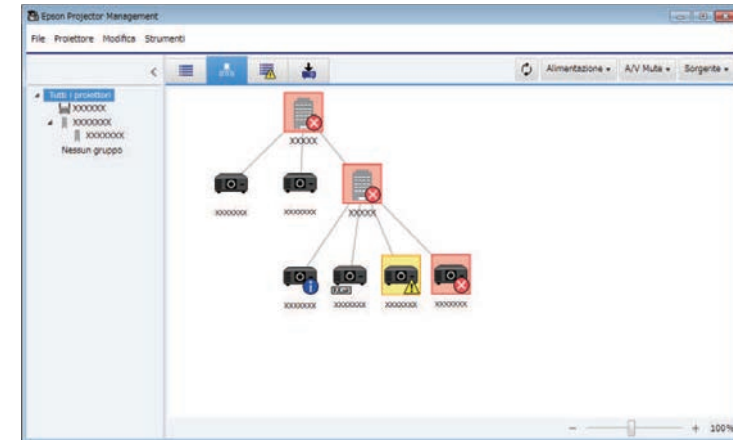 Epson Projector Management
File Proiettore Modifica Strumenti
Alimentazione A/V Mute Sorgente
Tutti i proiettori
XXXXXX
XXXXXXX
XXXXXXX
Nessun gruppo
XXXXX
XXXXXXX XXXXXXX XXXXX
XXXXXXX XXXXXXX XXXXXXX XXXXXXX
− + 100%